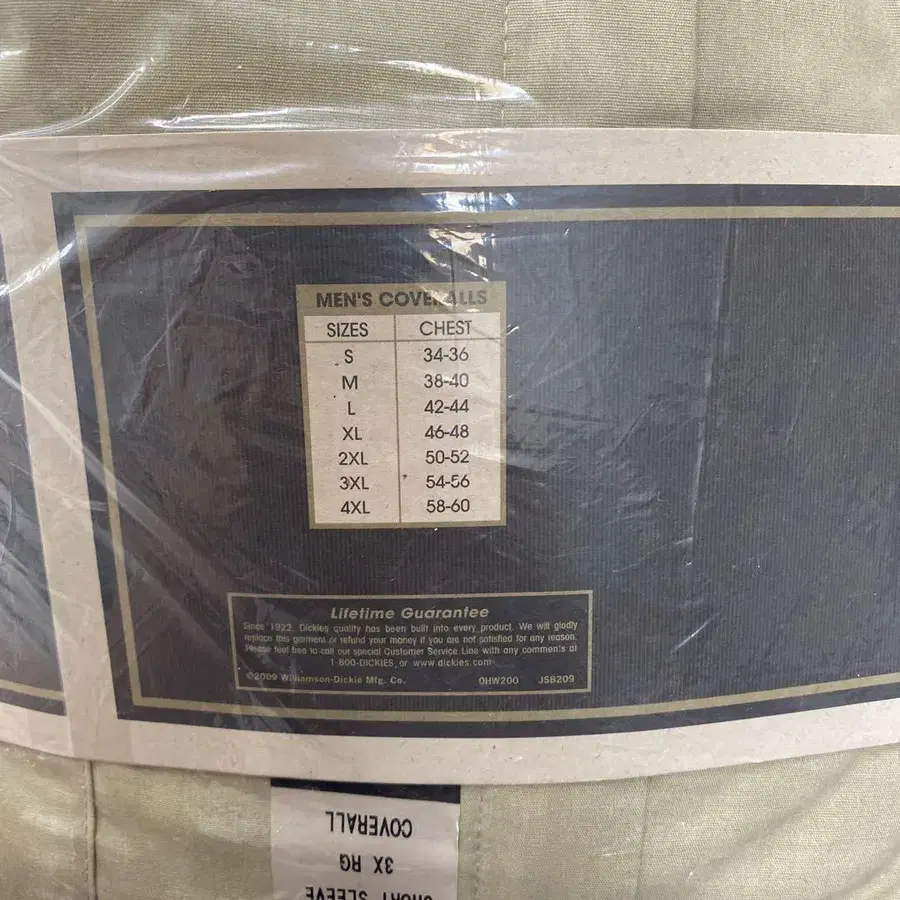 MEN'S COVERALLS
SIZES CHEST
S 34-36
M 38-40
L 42-44
XL 46-48
2XL 50-52
3XL 54-56
4XL 58-60
Lifetime Guarantee
Since 1922, Dickies quality has been built into every product. We will gladly
replace this garment or refund your money if you are not satisfied for any reason.
Please feel free to call our special Customer Service Line with any comments at
1-800-DICKIES, or www.dickies.com
©2009 Williamson-Dickie Mfg. Co. 0HW200 JSB209
SHORT SLEEVE
3X RG
COVERALL